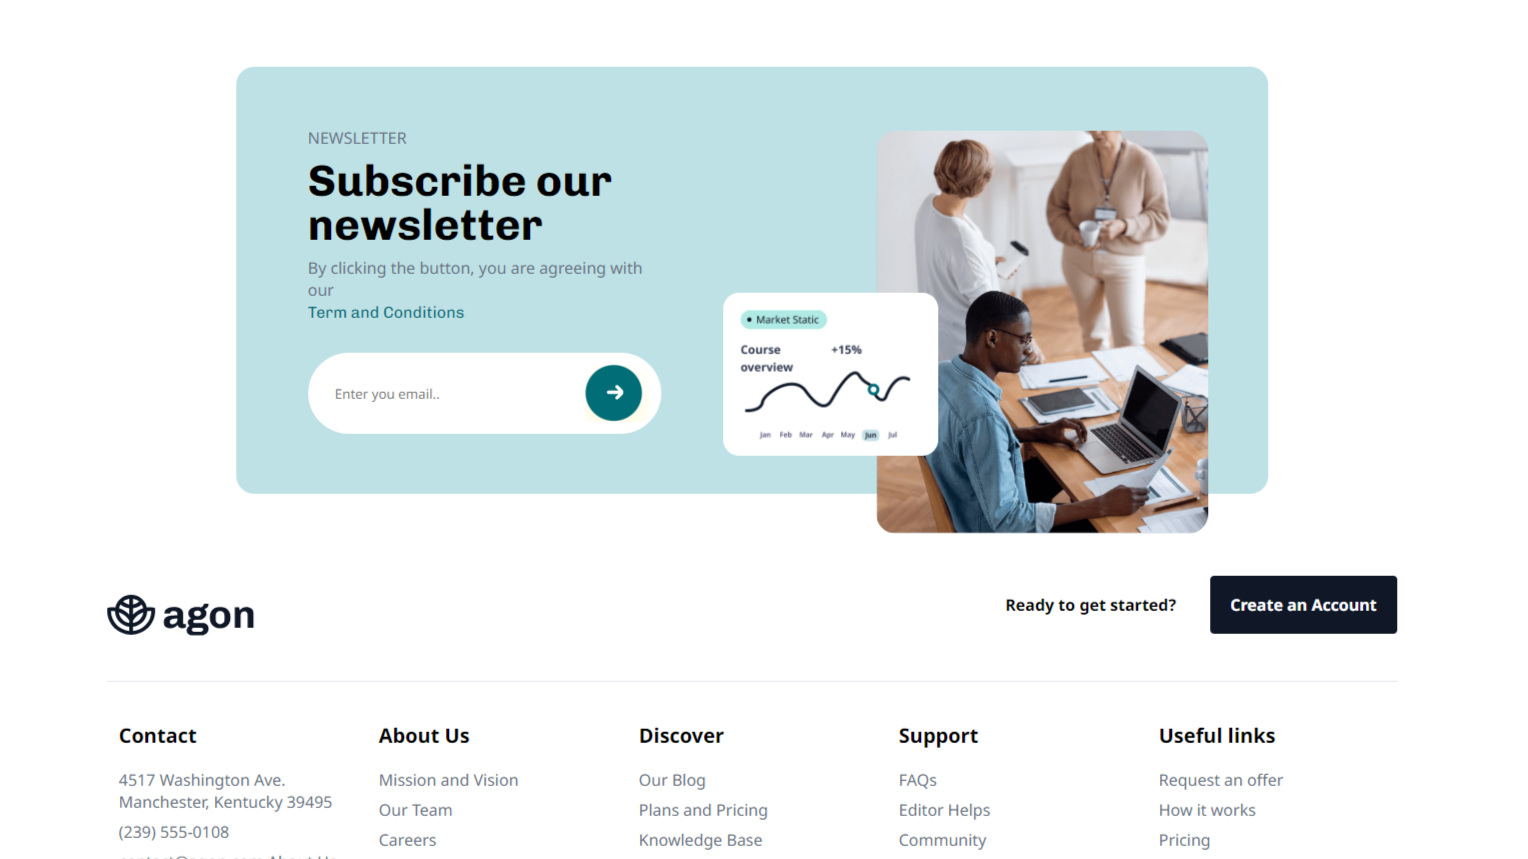 NEWSLETTER
Subscribe our
newsletter
By clicking the button, you are agreeing with
our
Term and Conditions
Enter you email..
Market Static
Course +15%
overview
Jan Feb Mar Apr May Jun Jul
agon
Ready to get started?
Create an Account
Contact
4517 Washington Ave.
Manchester, Kentucky 39495
(239) 555-0108
About Us
Mission and Vision
Our Team
Careers
Discover
Our Blog
Plans and Pricing
Knowledge Base
Support
FAQs
Editor Helps
Community
Useful links
Request an offer
How it works
Pricing